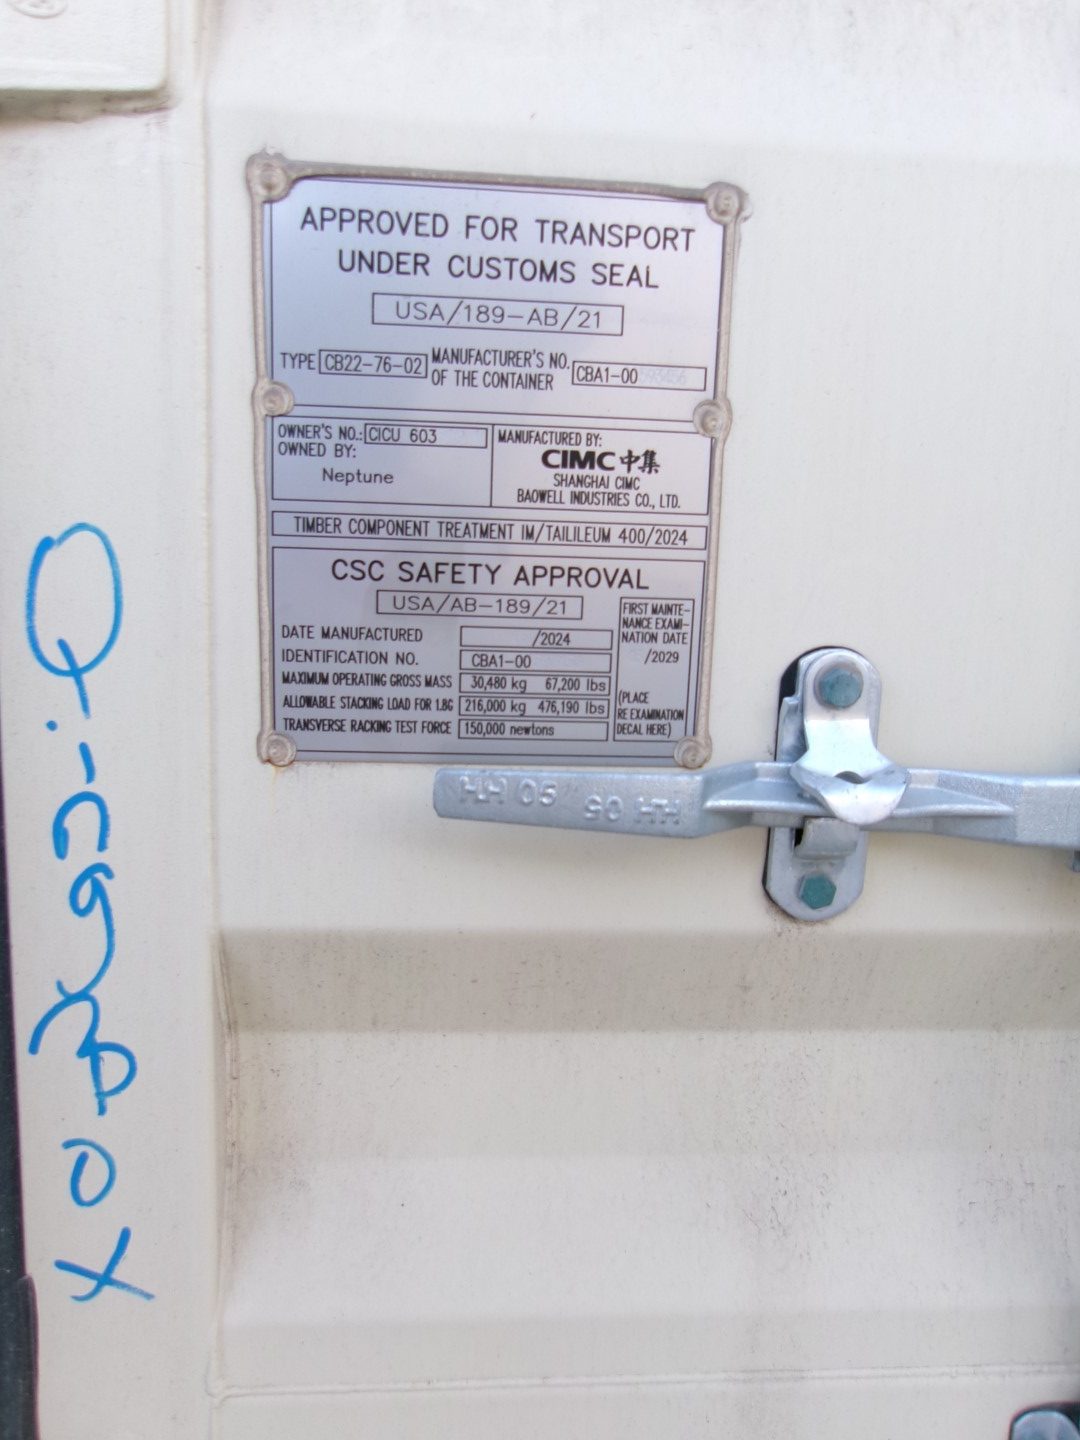 APPROVED FOR TRANSPORT
UNDER CUSTOMS SEAL
USA/189-AB/21
TYPE CB22-76-02 MANUFACTURER'S NO. OF THE CONTAINER CBA1-00
OWNER'S NO.: CICU 603
OWNED BY:
Neptune
MANUFACTURED BY:
CIMC中集
SHANGHAI CIMC
BAOWELL INDUSTRIES CO., LTD.
TIMBER COMPONENT TREATMENT IM/TAILILEUM 400/2024
CSC SAFETY APPROVAL
USA/AB-189/21
DATE MANUFACTURED /2024
IDENTIFICATION NO. CBA1-00
MAXIMUM OPERATING GROSS MASS 30,480 kg 67,200 lbs
ALLOWABLE STACKING LOAD FOR 1.8G 216,000 kg 476,190 lbs
TRANSVERSE RACKING TEST FORCE 150,000 newtons
FIRST MAINTE-
NANCE EXAMI-
NATION DATE
/2029
(PLACE
RE EXAMINATION
DECAL HERE)
HH 05 50 HH